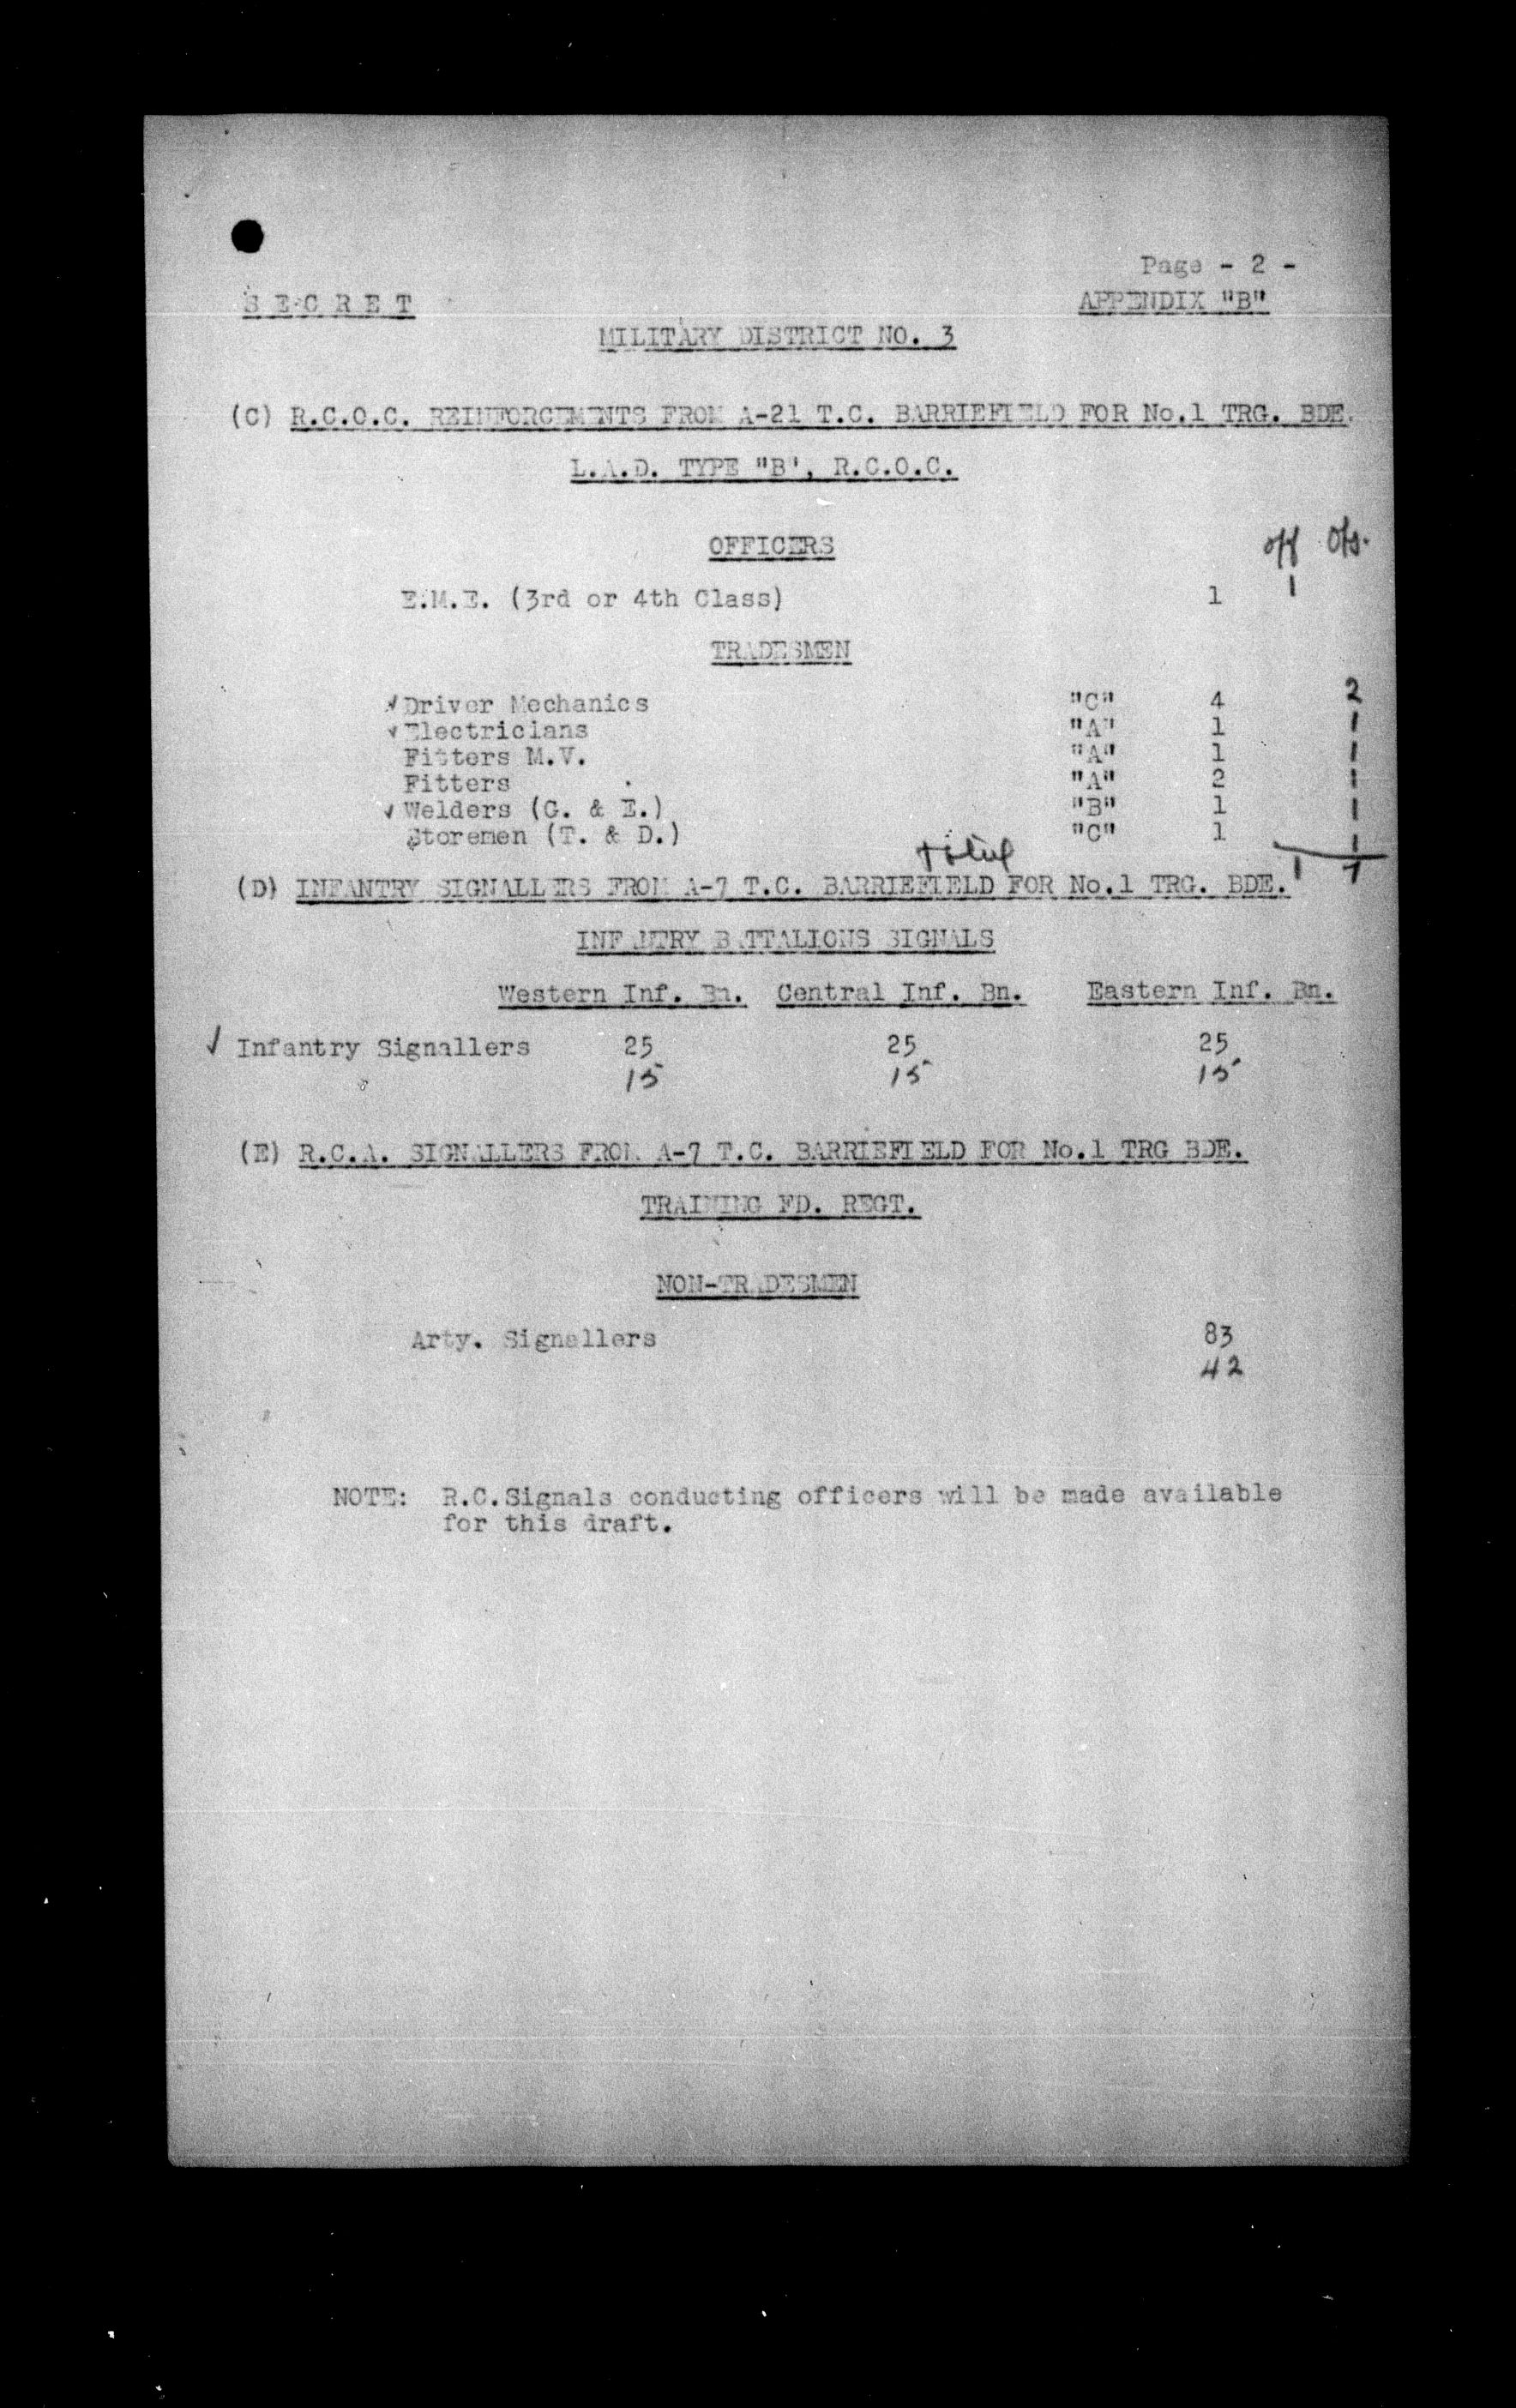 Page - 2 -
S E C R E T
APPENDIX "B"
MILITARY DISTRICT NO. 3
(C) R.C.O.C. REINFORCEMENTS FROM A-21 T.C. BARRIEFIELD FOR No.1 TRG. BDE.
L.A.D. TYPE "B", R.C.O.C.
OFFICERS off
E.M.E. (3rd or 4th Class) 1 1
TRADESMEN
Driver Mechanics "C" 4 2
Electricians "A" 1 1
Fitters M.V. "A" 1 1
Fitters "A" 2 1
Welders (G. & E.) "B" 1 1
Storemen (T. & D.) "C" 1 1
Total 1 7
(D) INFANTRY SIGNALLERS FROM A-7 T.C. BARRIEFIELD FOR No.1 TRG. BDE.
INFANTRY BATTALIONS SIGNALS
Western Inf. Bn. Central Inf. Bn. Eastern Inf. Bn.
Infantry Signallers 25 25 25
15 15 15
(E) R.C.A. SIGNALLERS FROM A-7 T.C. BARRIEFIELD FOR No.1 TRG BDE.
TRAINING FD. REGT.
NON-TRADESMEN
Arty. Signallers 83
42
NOTE: R.C.Signals conducting officers will be made available
for this draft.